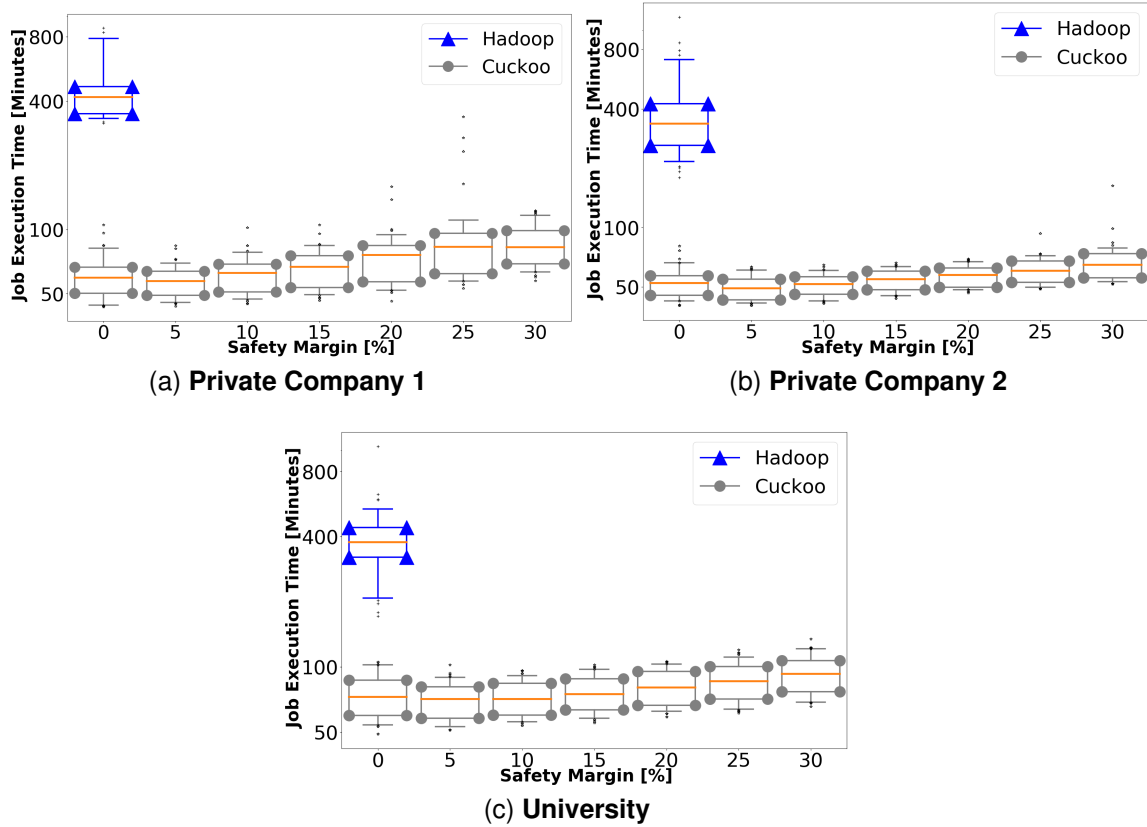 Job Execution Time [Minutes]
800
400
100
50
Hadoop
Cuckoo
0 5 10 15 20 25 30
Safety Margin [%]
(a) Private Company 1
Job Execution Time [Minutes]
800
400
100
50
Hadoop
Cuckoo
0 5 10 15 20 25 30
Safety Margin [%]
(b) Private Company 2
Job Execution Time [Minutes]
800
400
100
50
Hadoop
Cuckoo
0 5 10 15 20 25 30
Safety Margin [%]
(c) University